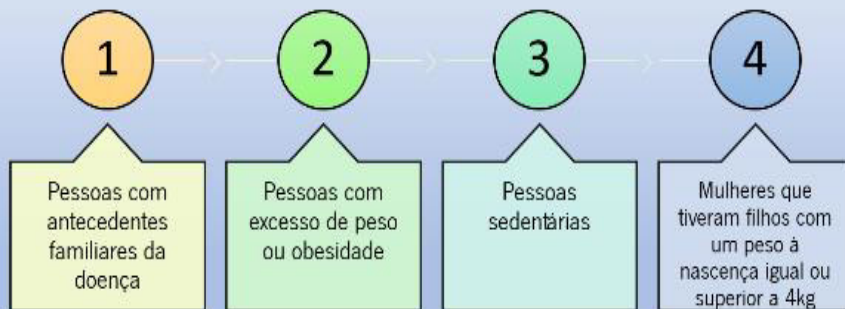 1
2
3
4
Pessoas com
antecedentes
familiares da
doença
Pessoas com
excesso de peso
ou obesidade
Pessoas
sedentárias
Mulheres que
tiveram filhos com
um peso à
nascença igual ou
superior a 4kg